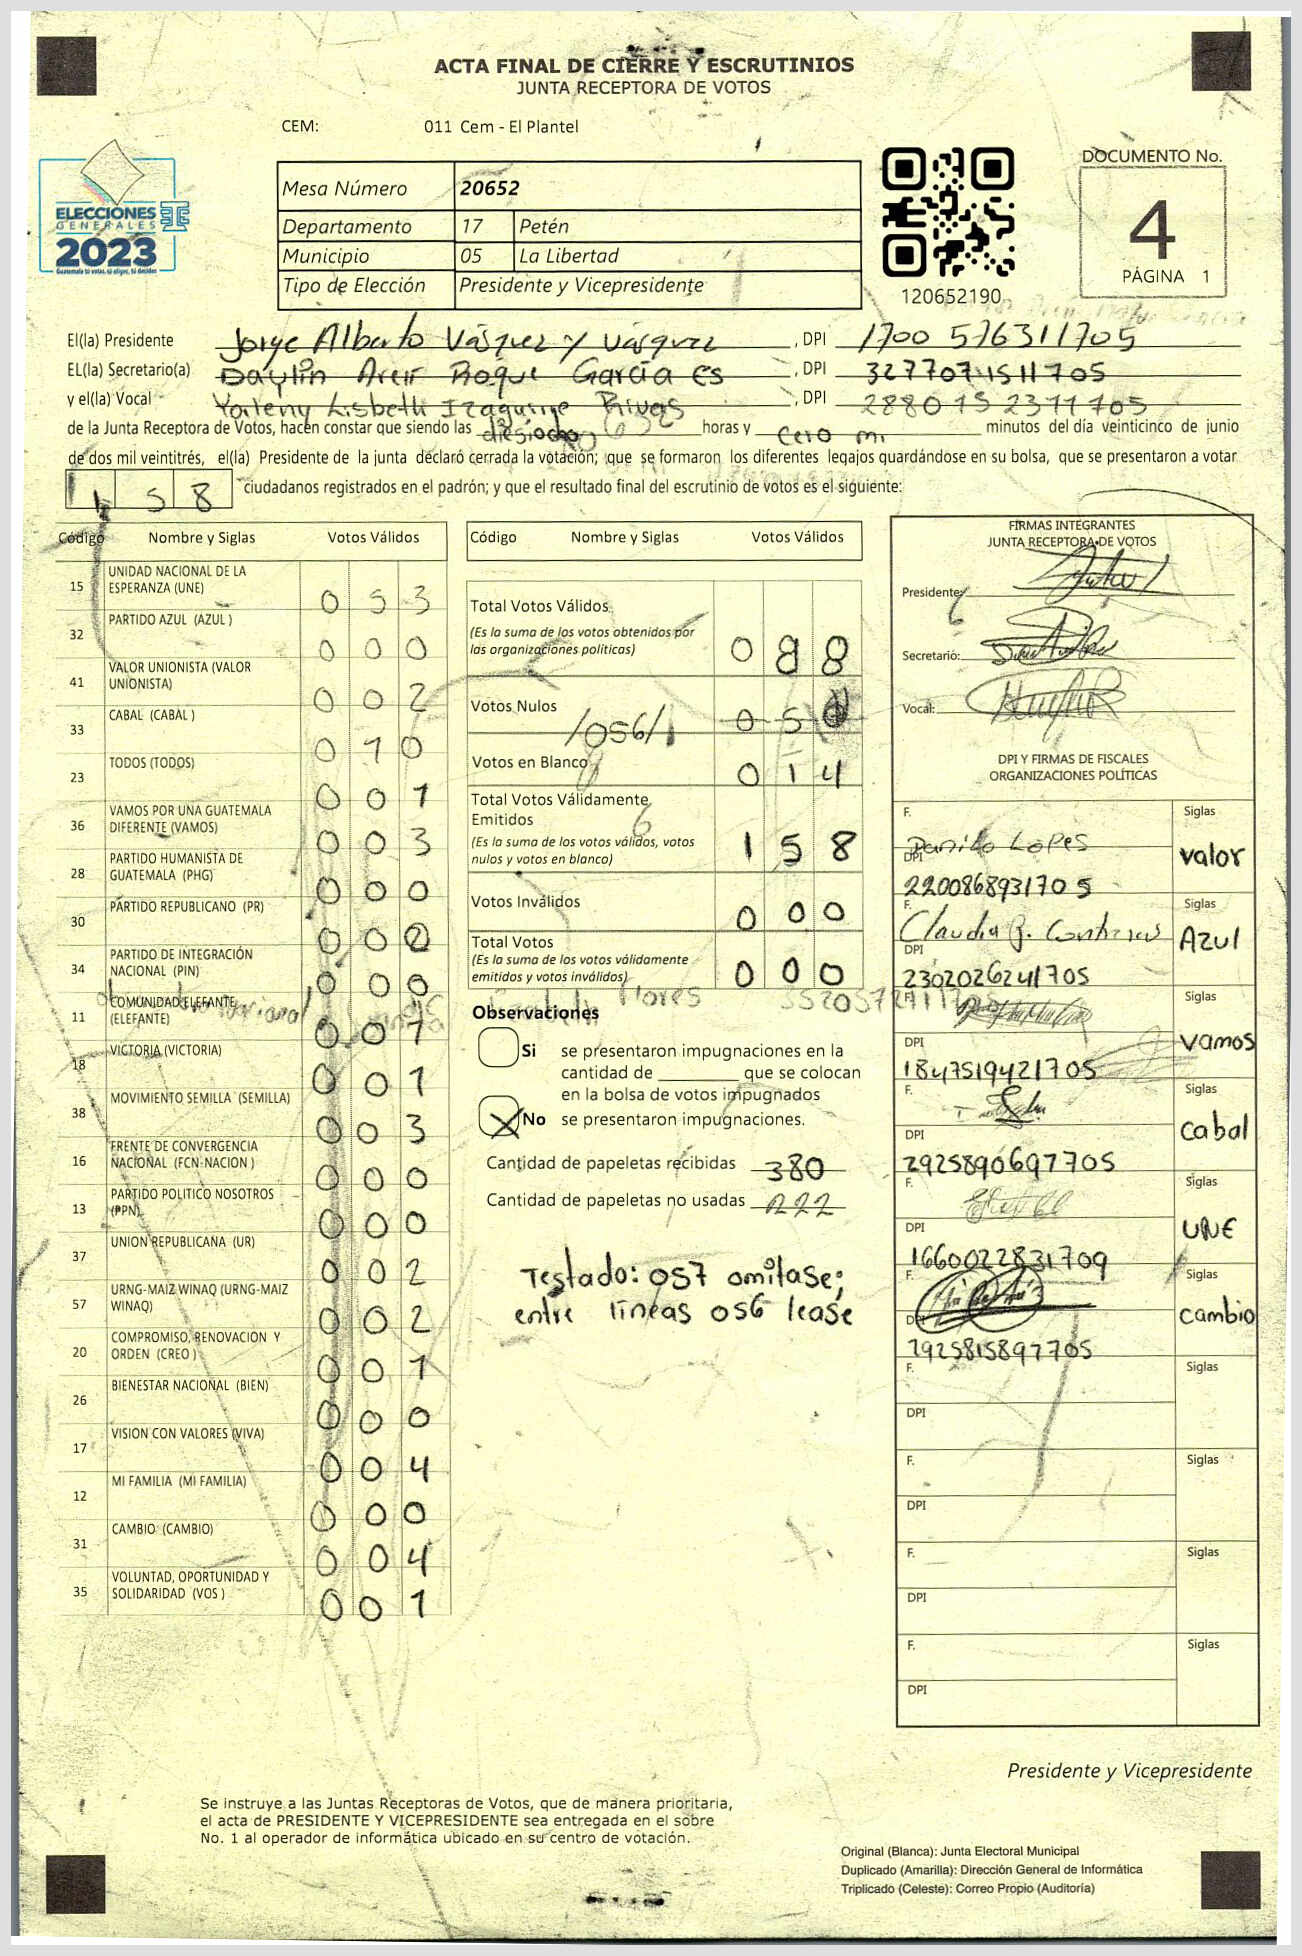 ACTA FINAL DE CIERRE Y ESCRUTINIOS
JUNTA RECEPTORA DE VOTOS
CEM: 011 Cem - El Plantel
ELECCIONES
GENERALES
2023
Guatemala tú votas, tú eliges, tú decides
Mesa Número 20652
Departamento 17 Petén
Municipio 05 La Libertad
Tipo de Elección Presidente y Vicepresidente
120652190
DOCUMENTO No.
4
PÁGINA 1
El(la) Presidente Jorge Alberto Vásquez y Vásquez, DPI 1700 576311705
EL(la) Secretario(a) Daylin Roque García, DPI 3277071511705
y el(la) Vocal Lisbeth Rivas, DPI 2880152311705
de la Junta Receptora de Votos, hacen constar que siendo las diesiocho horas y cero minutos del día veinticinco de junio
de dos mil veintitrés, el(la) Presidente de la junta declaró cerrada la votación; que se formaron los diferentes legajos guardándose en su bolsa, que se presentaron a votar
1 5 8 ciudadanos registrados en el padrón; y que el resultado final del escrutinio de votos es el siguiente:
Código Nombre y Siglas Votos Válidos
15 UNIDAD NACIONAL DE LA ESPERANZA (UNE) 0 5 3
32 PARTIDO AZUL (AZUL ) 0 0 0
41 VALOR UNIONISTA (VALOR UNIONISTA) 0 0 2
33 CABAL (CABAL ) 0 1 0
23 TODOS (TODOS) 0 0 1
36 VAMOS POR UNA GUATEMALA DIFERENTE (VAMOS) 0 0 3
28 PARTIDO HUMANISTA DE GUATEMALA (PHG) 0 0 0
30 PARTIDO REPUBLICANO (PR) 0 0 2
34 PARTIDO DE INTEGRACIÓN NACIONAL (PIN) 0 0 0
11 COMUNIDAD ELEFANTE (ELEFANTE) 0 0 1
18 VICTORIA (VICTORIA) 0 0 1
38 MOVIMIENTO SEMILLA (SEMILLA) 0 0 3
16 FRENTE DE CONVERGENCIA NACIONAL (FCN-NACION ) 0 0 0
13 PARTIDO POLITICO NOSOTROS (PPN) 0 0 0
37 UNION REPUBLICANA (UR) 0 0 2
57 URNG-MAIZ WINAQ (URNG-MAIZ WINAQ) 0 0 2
20 COMPROMISO, RENOVACION Y ORDEN (CREO ) 0 0 1
26 BIENESTAR NACIONAL (BIEN) 0 0 0
17 VISION CON VALORES (VIVA) 0 0 4
12 MI FAMILIA (MI FAMILIA) 0 0 0
31 CAMBIO (CAMBIO) 0 0 4
35 VOLUNTAD, OPORTUNIDAD Y SOLIDARIDAD (VOS ) 0 0 1
Código Nombre y Siglas Votos Válidos
Total Votos Válidos 0 8 8
(Es la suma de los votos obtenidos por
las organizaciones políticas)
Votos Nulos /056/ 0 5
Votos en Blanco 0 1 4
Total Votos Válidamente
Emitidos
(Es la suma de los votos válidos, votos
nulos y votos en blanco) 1 5 8
Votos Inválidos 0 0 0
Total Votos
(Es la suma de los votos válidamente
emitidos y votos inválidos) 0 0 0
Flores
Observaciones
Si se presentaron impugnaciones en la
cantidad de ________ que se colocan
en la bolsa de votos impugnados
X No se presentaron impugnaciones.
Cantidad de papeletas recibidas 380
Cantidad de papeletas no usadas 222
Testado: 057 omitase;
entre líneas 056 lease
FIRMAS INTEGRANTES
JUNTA RECEPTORA DE VOTOS
Presidente:
Secretario:
Vocal:
DPI Y FIRMAS DE FISCALES
ORGANIZACIONES POLÍTICAS
F. Danilo Lopes Siglas
DPI 2200868931705 valor
F. Claudia J. Contreras Siglas
DPI 2302026241705 Azul
F. Siglas
DPI 1847519421705 vamos
F. Siglas
DPI 2925890697705 cabal
F. Siglas
DPI 1660022831709 UNE
F. Siglas
DPI 1925815897705 cambio
F. Siglas
DPI
F. Siglas
DPI
F. Siglas
DPI
F. Siglas
DPI
Presidente y Vicepresidente
Se instruye a las Juntas Receptoras de Votos, que de manera prioritaria,
el acta de PRESIDENTE Y VICEPRESIDENTE sea entregada en el sobre
No. 1 al operador de informática ubicado en su centro de votación.
Original (Blanca): Junta Electoral Municipal
Duplicado (Amarilla): Dirección General de Informática
Triplicado (Celeste): Correo Propio (Auditoría)